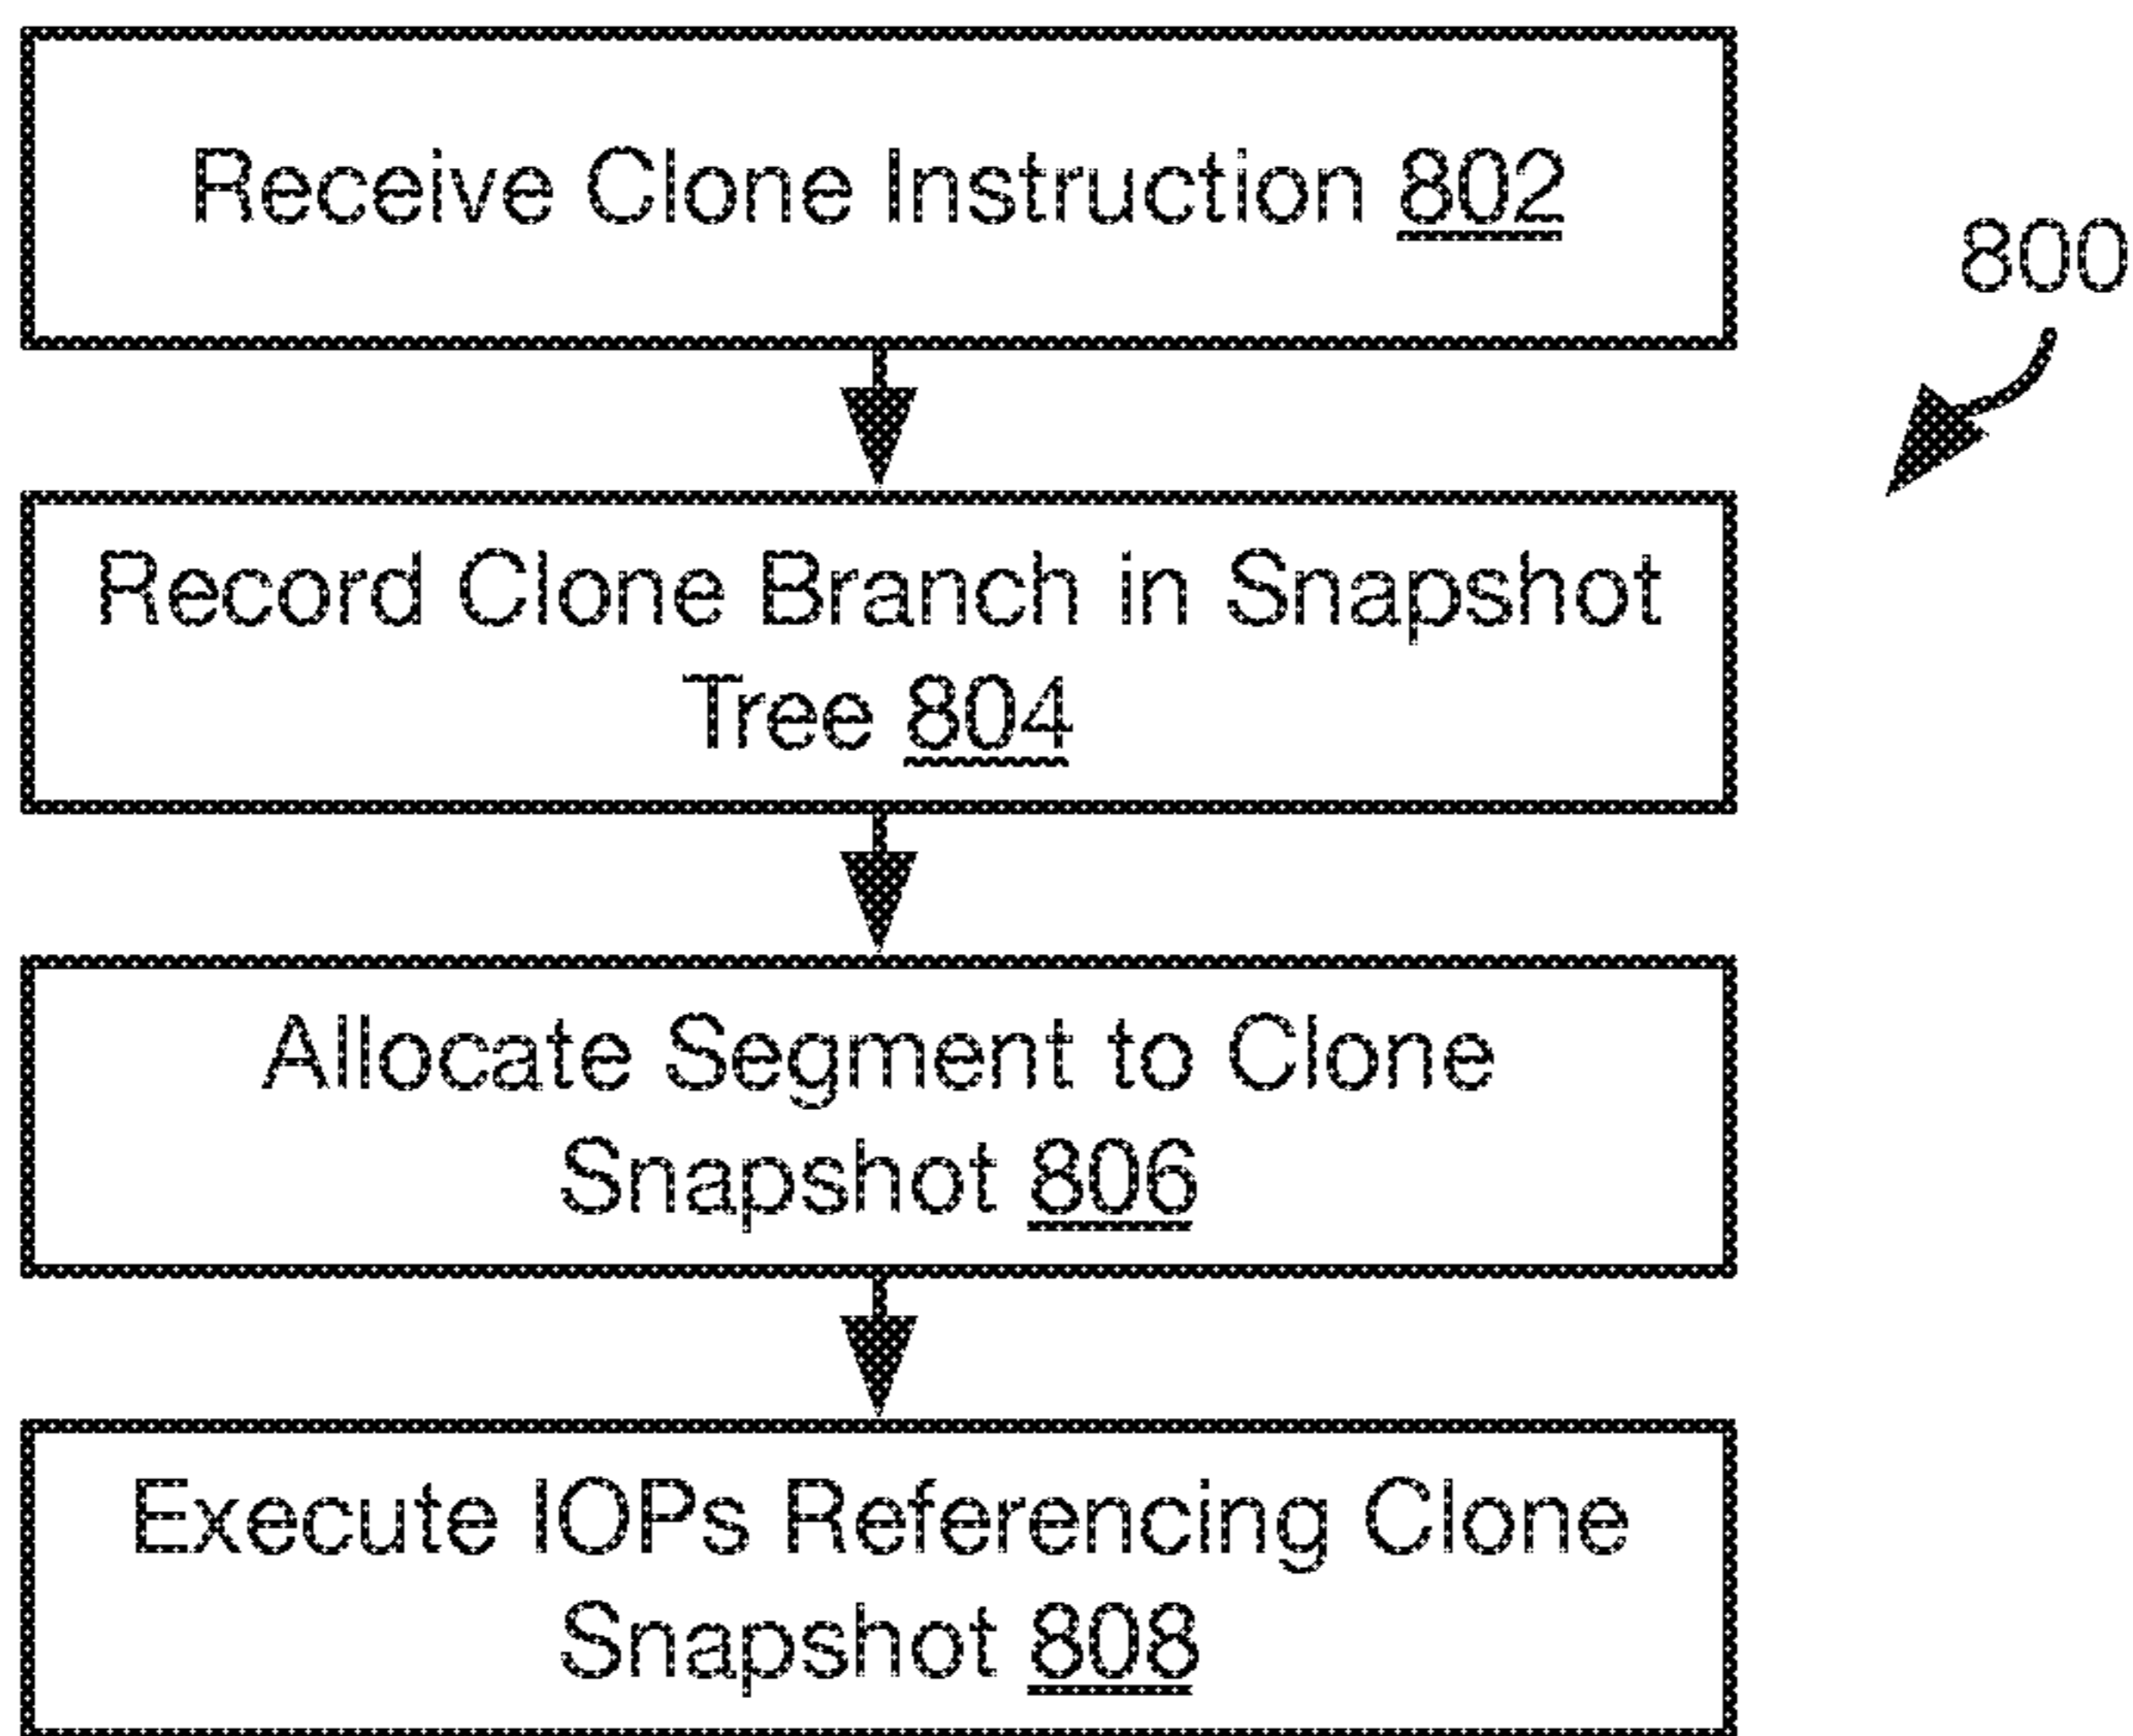 Receive Clone Instruction 802
800
Record Clone Branch in Snapshot
Tree 804
Allocate Segment to Clone
Snapshot 806
Execute IOPs Referencing Clone
Snapshot 808